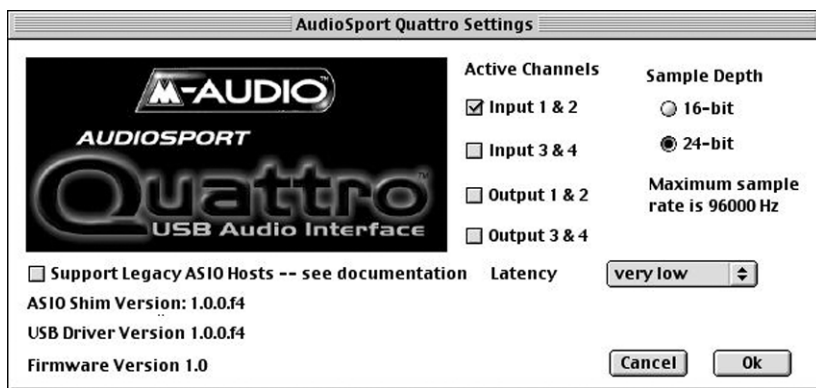 AudioSport Quattro Settings
M-AUDIO
AUDIOSPORT
Quattro™
USB Audio Interface
Active Channels
Input 1 & 2
Input 3 & 4
Output 1 & 2
Output 3 & 4
Sample Depth
16-bit
24-bit
Maximum sample
rate is 96000 Hz
Support Legacy ASIO Hosts -- see documentation
Latency
very low
ASIO Shim Version: 1.0.0.f4
USB Driver Version 1.0.0.f4
Firmware Version 1.0
Cancel
Ok